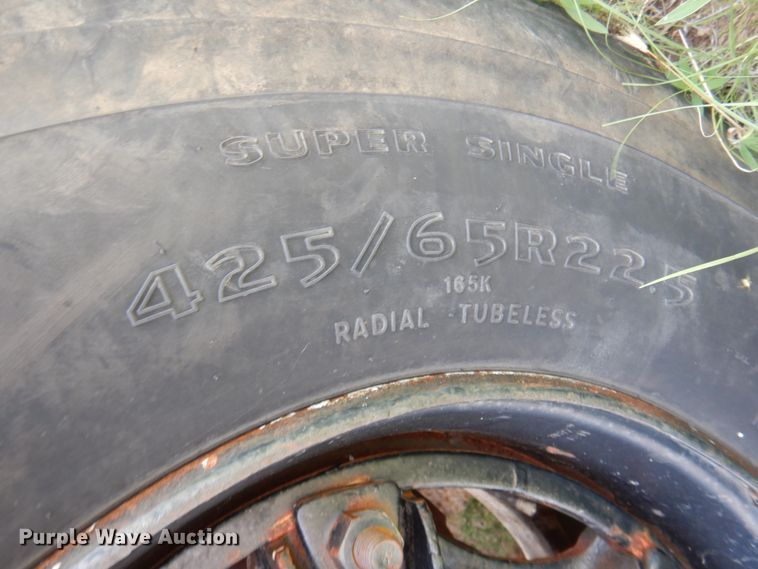 SUPER SINGLE
425/65R22.5
165K
RADIAL TUBELESS
Purple Wave Auction